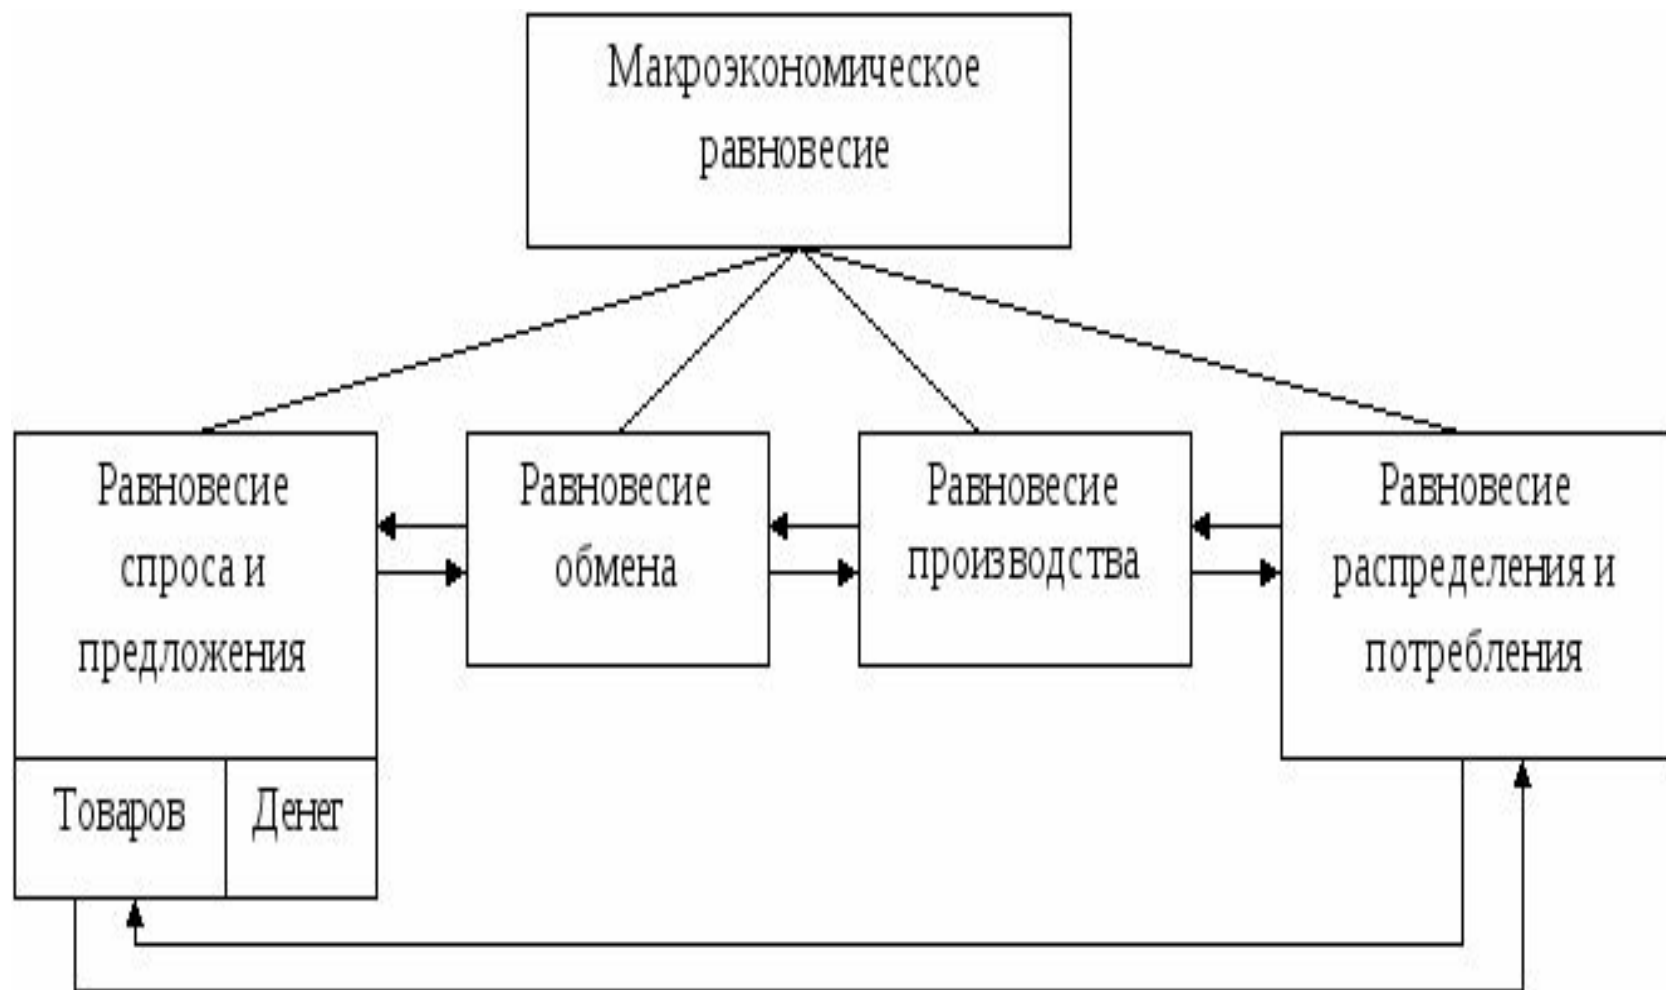 Макроэкономическое
равновесие
Равновесие
спроса и
предложения
Товаров
Денег
Равновесие
обмена
Равновесие
производства
Равновесие
распределения и
потребления